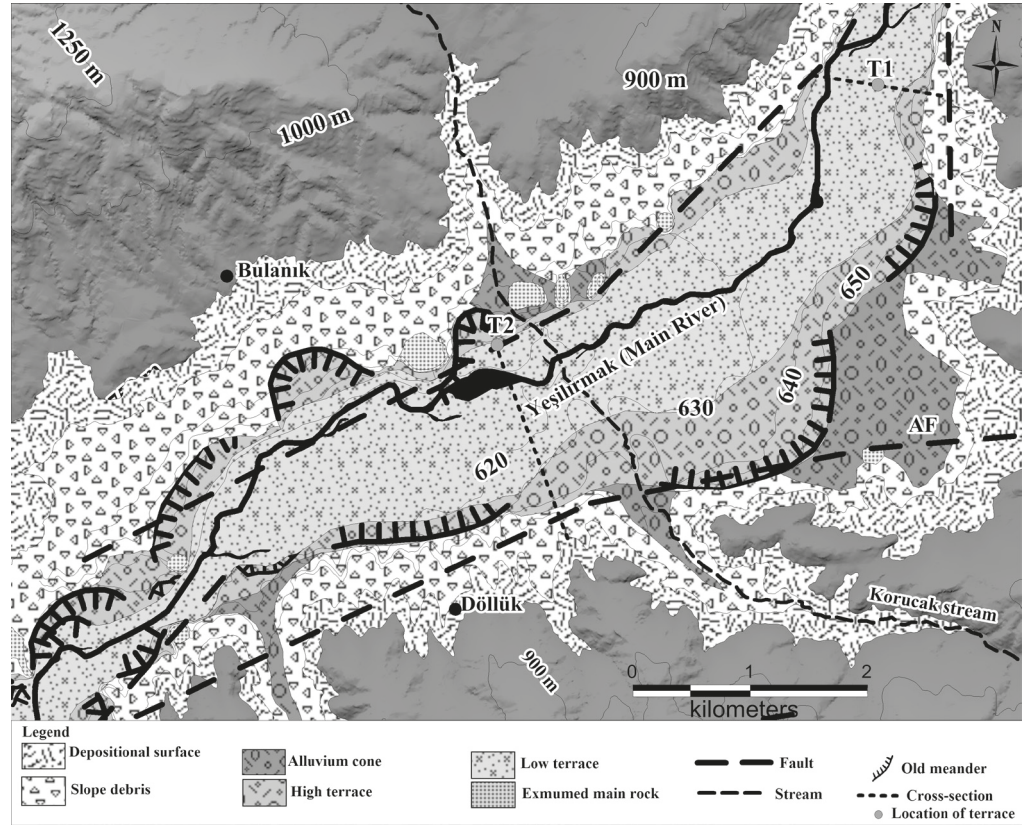 1250 m
1000 m
900 m
N
T1
Bulanık
T2
Yeşilırmak (Main River)
650
640
630
620
AF
Döllük
900 m
Korucak stream
0 1 2
kilometers
Legend
Depositional surface
Slope debris
Alluvium cone
High terrace
Low terrace
Exmumed main rock
Fault
Stream
Old meander
Cross-section
Location of terrace